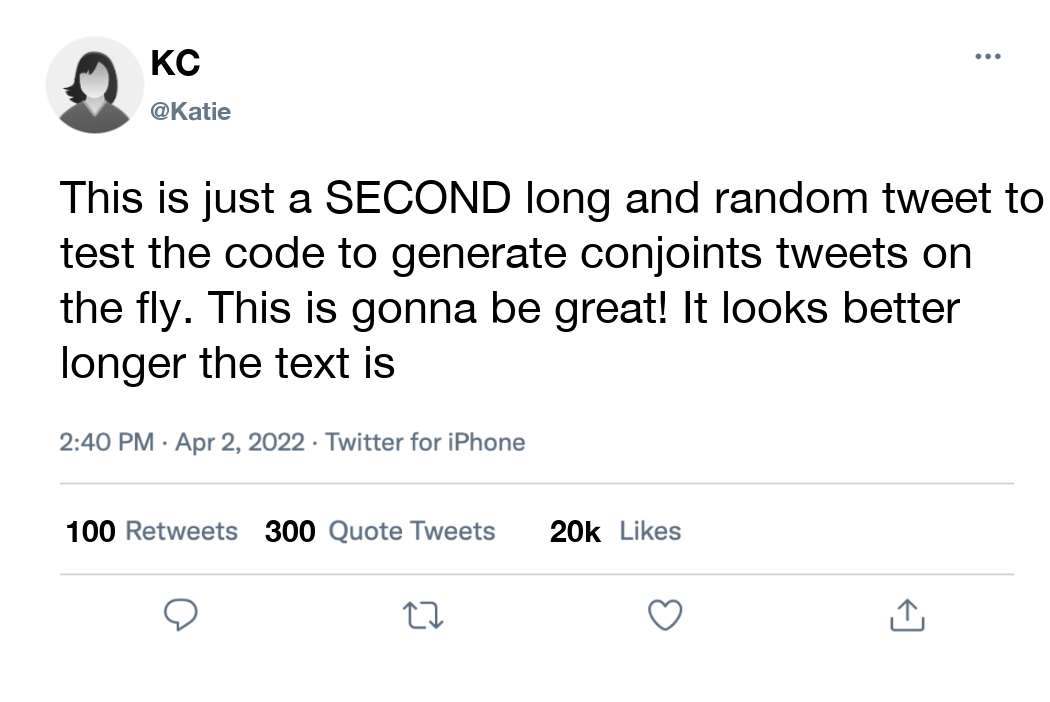 KC
@Katie
This is just a SECOND long and random tweet to
test the code to generate conjoints tweets on
the fly. This is gonna be great! It looks better
longer the text is
2:40 PM · Apr 2, 2022 · Twitter for iPhone
100 Retweets 300 Quote Tweets 20k Likes